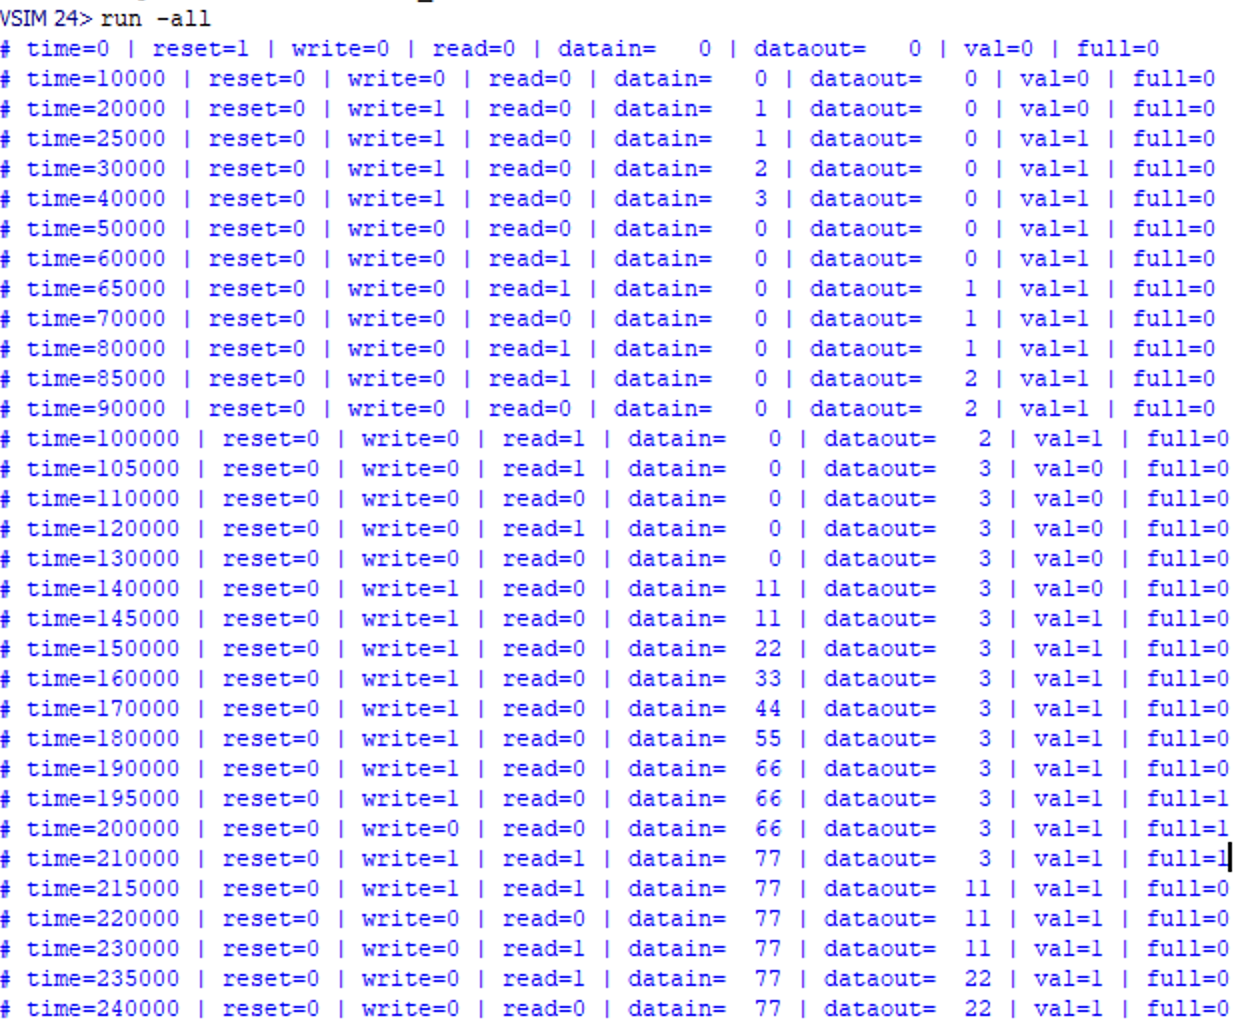 VSIM 24> run -all
# time=0 | reset=1 | write=0 | read=0 | datain=   0 | dataout=   0 | val=0 | full=0
# time=10000 | reset=0 | write=0 | read=0 | datain=   0 | dataout=   0 | val=0 | full=0
# time=20000 | reset=0 | write=1 | read=0 | datain=   1 | dataout=   0 | val=0 | full=0
# time=25000 | reset=0 | write=1 | read=0 | datain=   1 | dataout=   0 | val=1 | full=0
# time=30000 | reset=0 | write=1 | read=0 | datain=   2 | dataout=   0 | val=1 | full=0
# time=40000 | reset=0 | write=1 | read=0 | datain=   3 | dataout=   0 | val=1 | full=0
# time=50000 | reset=0 | write=0 | read=0 | datain=   0 | dataout=   0 | val=1 | full=0
# time=60000 | reset=0 | write=0 | read=1 | datain=   0 | dataout=   0 | val=1 | full=0
# time=65000 | reset=0 | write=0 | read=1 | datain=   0 | dataout=   1 | val=1 | full=0
# time=70000 | reset=0 | write=0 | read=0 | datain=   0 | dataout=   1 | val=1 | full=0
# time=80000 | reset=0 | write=0 | read=1 | datain=   0 | dataout=   1 | val=1 | full=0
# time=85000 | reset=0 | write=0 | read=1 | datain=   0 | dataout=   2 | val=1 | full=0
# time=90000 | reset=0 | write=0 | read=0 | datain=   0 | dataout=   2 | val=1 | full=0
# time=100000 | reset=0 | write=0 | read=1 | datain=   0 | dataout=   2 | val=1 | full=0
# time=105000 | reset=0 | write=0 | read=1 | datain=   0 | dataout=   3 | val=0 | full=0
# time=110000 | reset=0 | write=0 | read=0 | datain=   0 | dataout=   3 | val=0 | full=0
# time=120000 | reset=0 | write=0 | read=1 | datain=   0 | dataout=   3 | val=0 | full=0
# time=130000 | reset=0 | write=0 | read=0 | datain=   0 | dataout=   3 | val=0 | full=0
# time=140000 | reset=0 | write=1 | read=0 | datain=  11 | dataout=   3 | val=0 | full=0
# time=145000 | reset=0 | write=1 | read=0 | datain=  11 | dataout=   3 | val=1 | full=0
# time=150000 | reset=0 | write=1 | read=0 | datain=  22 | dataout=   3 | val=1 | full=0
# time=160000 | reset=0 | write=1 | read=0 | datain=  33 | dataout=   3 | val=1 | full=0
# time=170000 | reset=0 | write=1 | read=0 | datain=  44 | dataout=   3 | val=1 | full=0
# time=180000 | reset=0 | write=1 | read=0 | datain=  55 | dataout=   3 | val=1 | full=0
# time=190000 | reset=0 | write=1 | read=0 | datain=  66 | dataout=   3 | val=1 | full=0
# time=195000 | reset=0 | write=1 | read=0 | datain=  66 | dataout=   3 | val=1 | full=1
# time=200000 | reset=0 | write=0 | read=0 | datain=  66 | dataout=   3 | val=1 | full=1
# time=210000 | reset=0 | write=1 | read=1 | datain=  77 | dataout=   3 | val=1 | full=1
# time=215000 | reset=0 | write=1 | read=1 | datain=  77 | dataout=  11 | val=1 | full=0
# time=220000 | reset=0 | write=0 | read=0 | datain=  77 | dataout=  11 | val=1 | full=0
# time=230000 | reset=0 | write=0 | read=1 | datain=  77 | dataout=  11 | val=1 | full=0
# time=235000 | reset=0 | write=0 | read=1 | datain=  77 | dataout=  22 | val=1 | full=0
# time=240000 | reset=0 | write=0 | read=0 | datain=  77 | dataout=  22 | val=1 | full=0